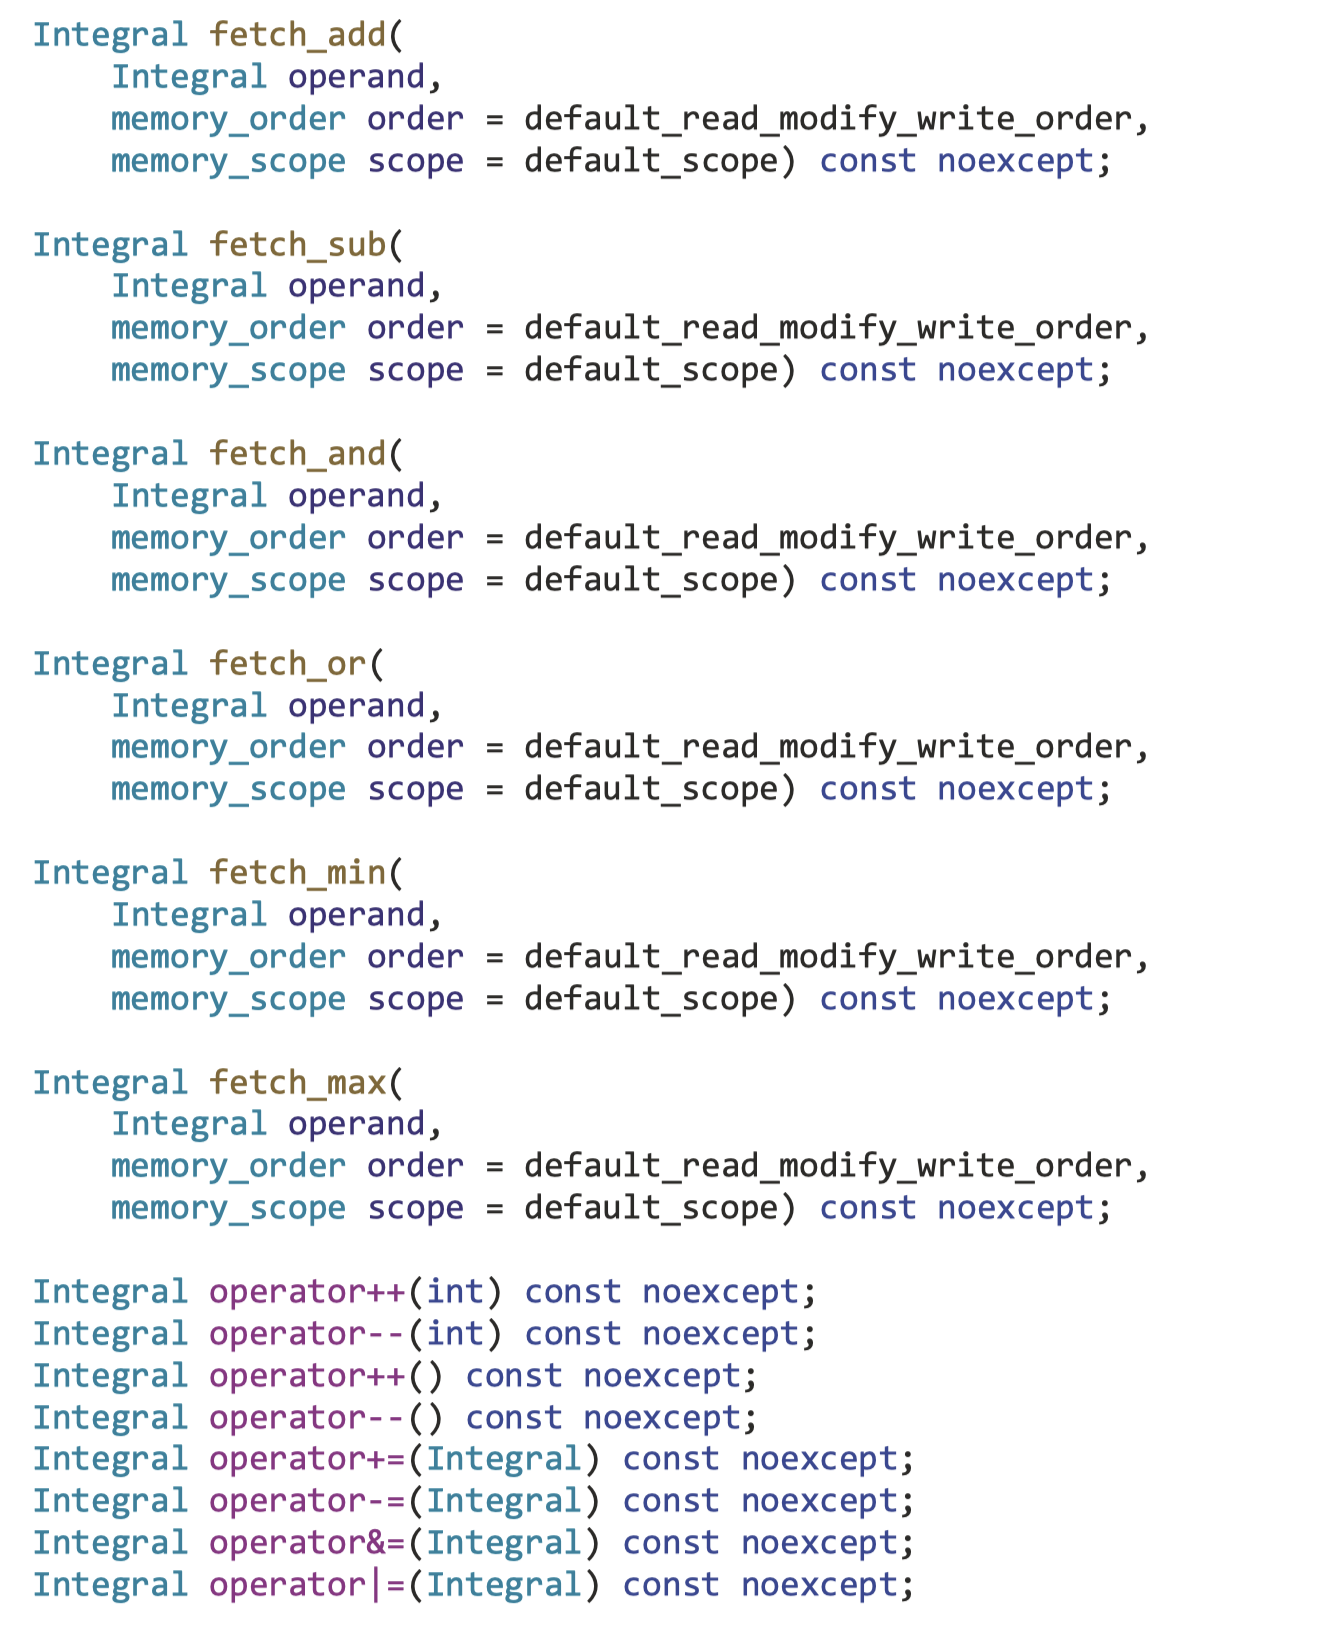 Integral fetch_add(
    Integral operand,
    memory_order order = default_read_modify_write_order,
    memory_scope scope = default_scope) const noexcept;

Integral fetch_sub(
    Integral operand,
    memory_order order = default_read_modify_write_order,
    memory_scope scope = default_scope) const noexcept;

Integral fetch_and(
    Integral operand,
    memory_order order = default_read_modify_write_order,
    memory_scope scope = default_scope) const noexcept;

Integral fetch_or(
    Integral operand,
    memory_order order = default_read_modify_write_order,
    memory_scope scope = default_scope) const noexcept;

Integral fetch_min(
    Integral operand,
    memory_order order = default_read_modify_write_order,
    memory_scope scope = default_scope) const noexcept;

Integral fetch_max(
    Integral operand,
    memory_order order = default_read_modify_write_order,
    memory_scope scope = default_scope) const noexcept;

Integral operator++(int) const noexcept;
Integral operator--(int) const noexcept;
Integral operator++() const noexcept;
Integral operator--() const noexcept;
Integral operator+=(Integral) const noexcept;
Integral operator-=(Integral) const noexcept;
Integral operator&=(Integral) const noexcept;
Integral operator|=(Integral) const noexcept;